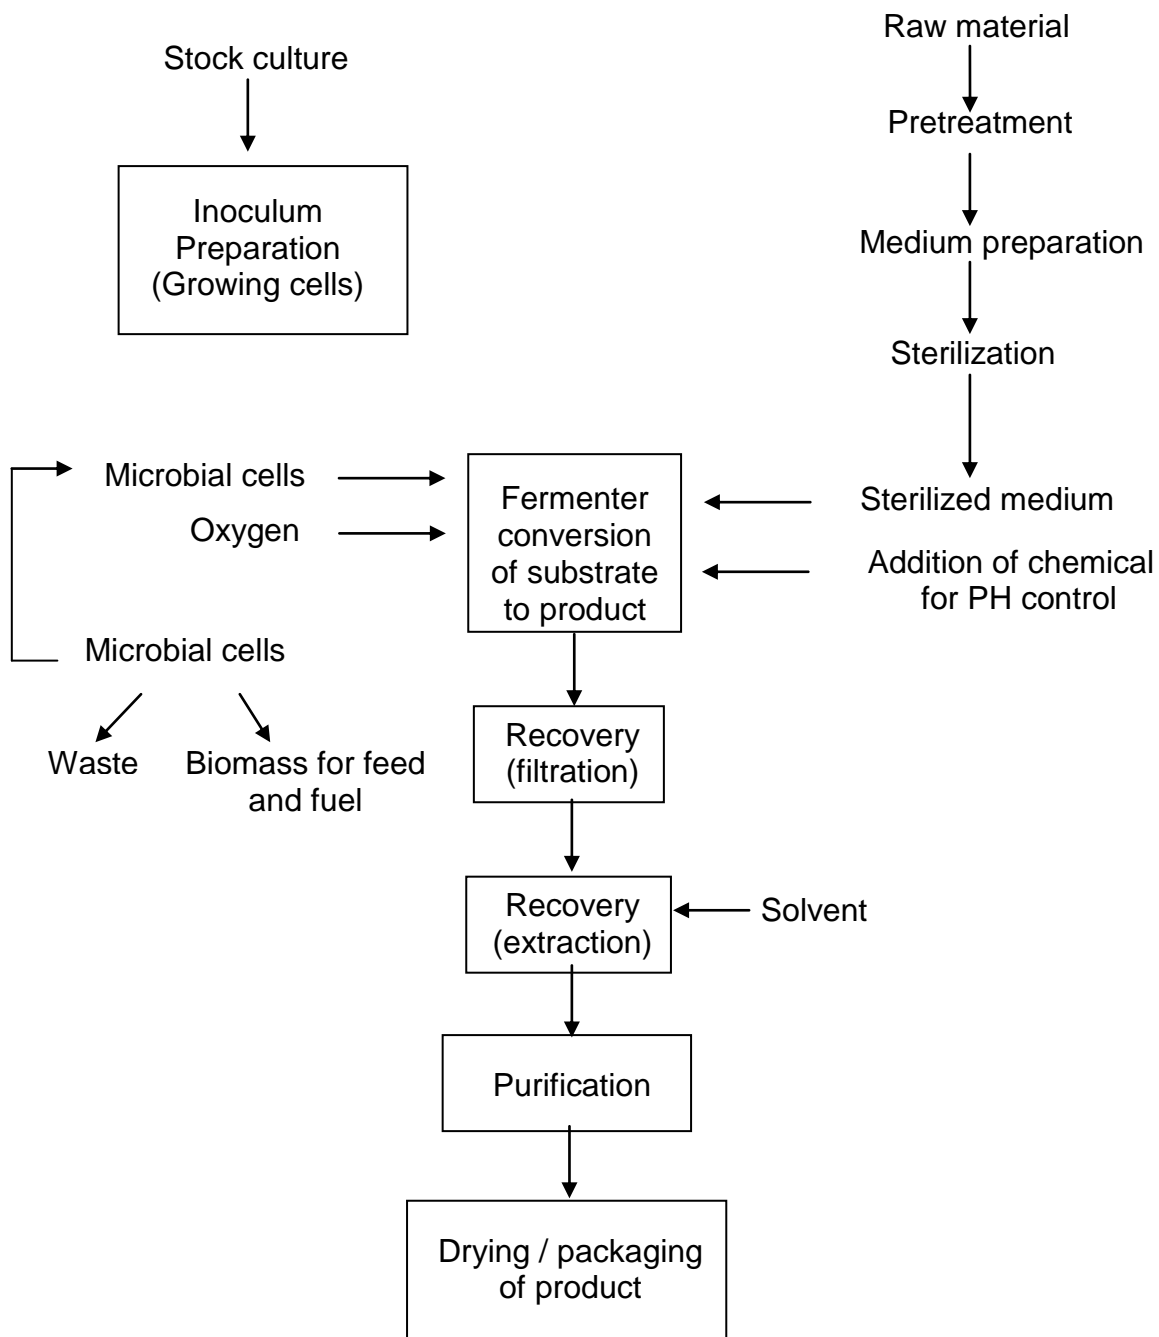 Stock culture
Inoculum
Preparation
(Growing cells)
Raw material
Pretreatment
Medium preparation
Sterilization
Microbial cells
Oxygen
Fermenter
conversion
of substrate
to product
Sterilized medium
Addition of chemical
for PH control
Microbial cells
Waste
Biomass for feed
and fuel
Recovery
(filtration)
Recovery
(extraction)
Solvent
Purification
Drying / packaging
of product